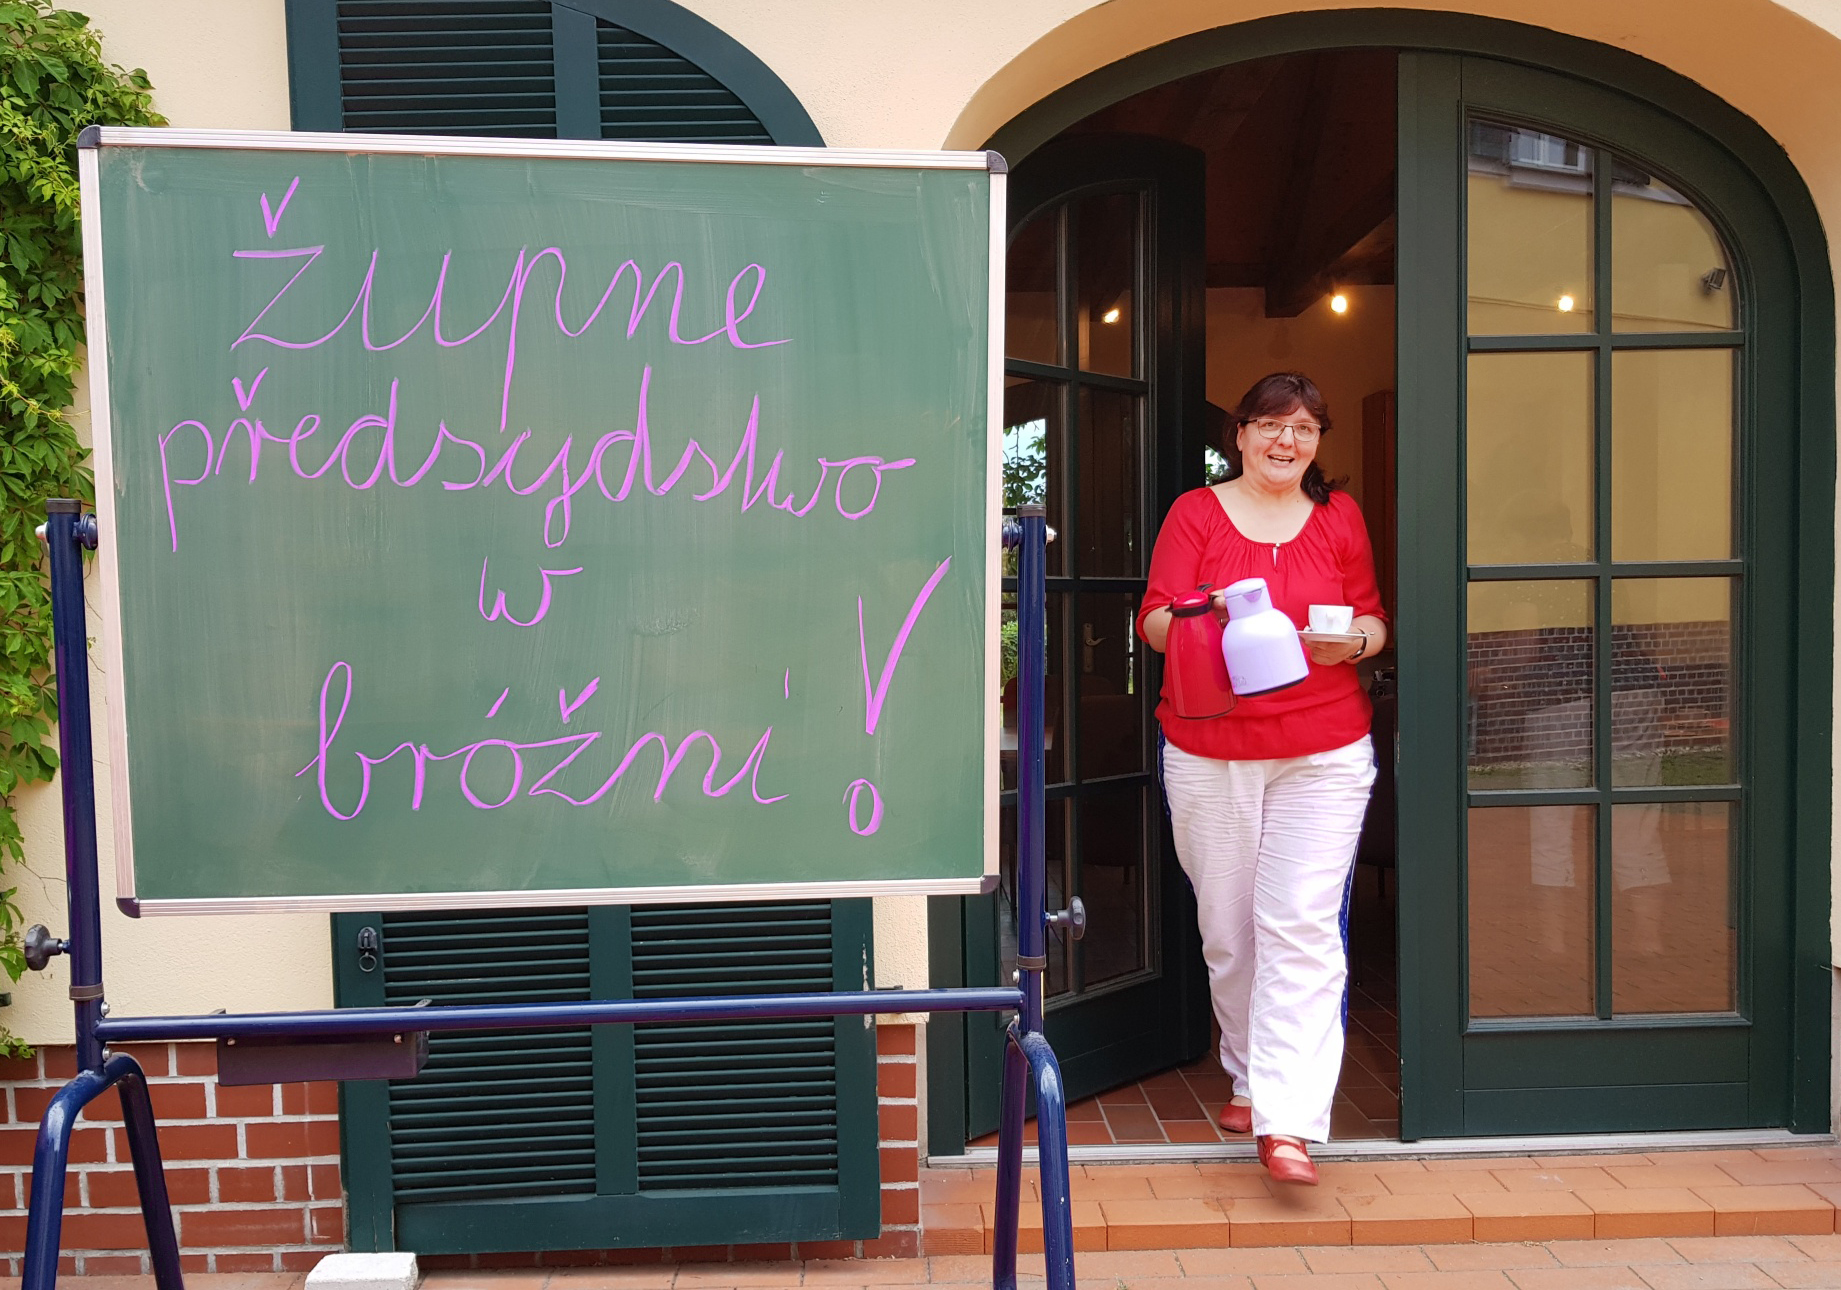 Župne
předsydstwo
w
bróžni!